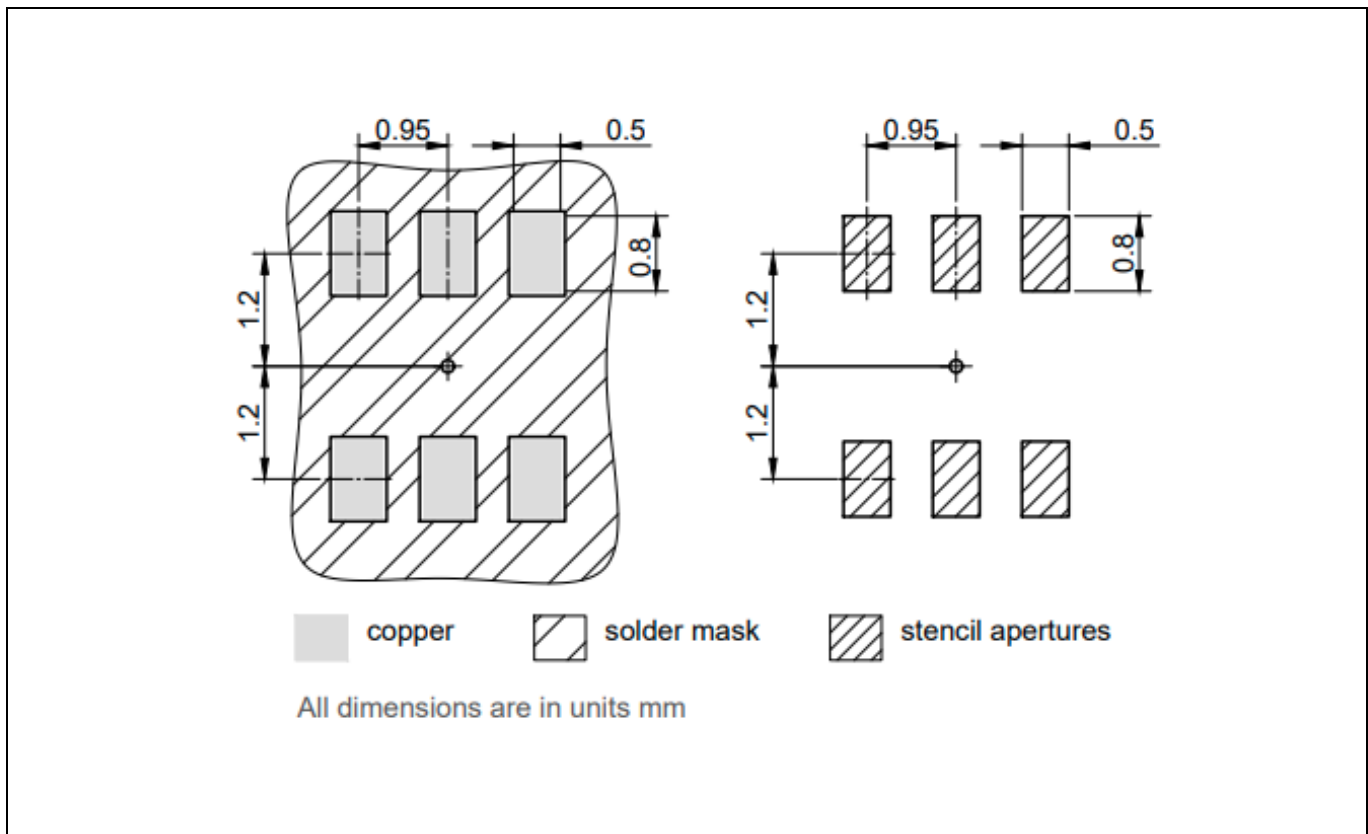 0.95 0.5 0.95 0.5
0.8 0.8
1.2 1.2
1.2 1.2
copper solder mask stencil apertures
All dimensions are in units mm